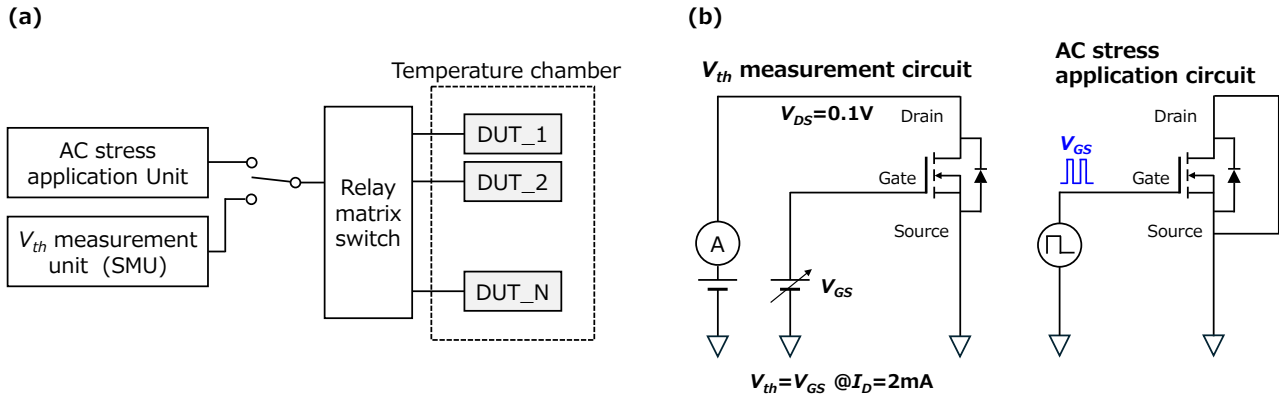 (a)
Temperature chamber
AC stress
application Unit
Vth measurement
unit (SMU)
Relay
matrix
switch
DUT_1
DUT_2
DUT_N
(b)
Vth measurement circuit
VDS=0.1V
Drain
Gate
Source
A
VGS
Vth=VGS @ID=2mA
AC stress
application circuit
Drain
VGS
Gate
Source